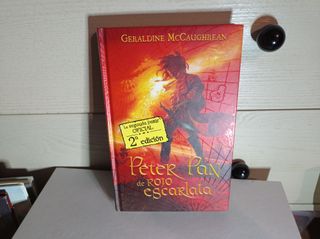 GERALDINE McCAUGHREAN
La segunda parte
OFICIAL
2ª edición
Peter Pan
de rojo
escarlata